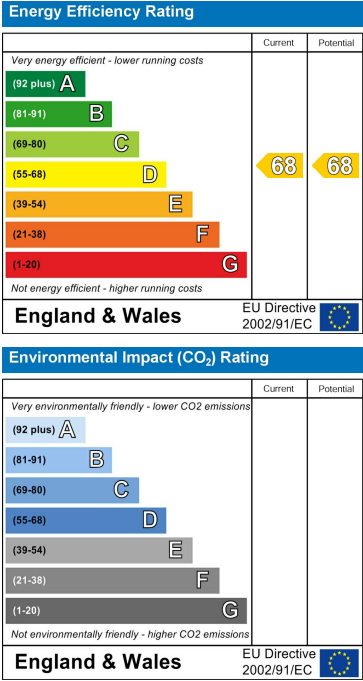 Energy Efficiency Rating
Current Potential
Very energy efficient - lower running costs
(92 plus) A
(81-91) B
(69-80) C
(55-68) D
68 68
(39-54) E
(21-38) F
(1-20) G
Not energy efficient - higher running costs
England & Wales
EU Directive
2002/91/EC
Environmental Impact (CO₂) Rating
Current Potential
Very environmentally friendly - lower CO2 emissions
(92 plus) A
(81-91) B
(69-80) C
(55-68) D
(39-54) E
(21-38) F
(1-20) G
Not environmentally friendly - higher CO2 emissions
England & Wales
EU Directive
2002/91/EC